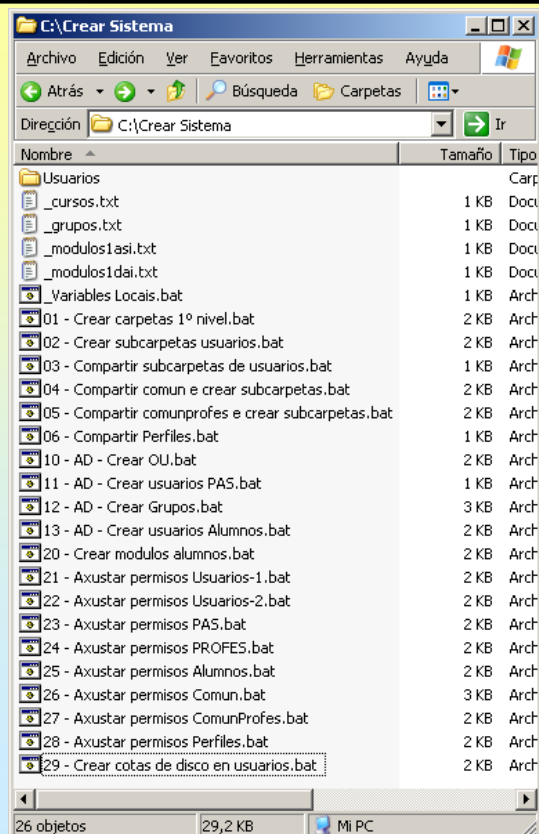 C:\Crear Sistema
Archivo Edición Ver Favoritos Herramientas Ayuda
Atrás Búsqueda Carpetas
Dirección C:\Crear Sistema Ir
Nombre Tamaño Tipo
Usuarios Carp
_cursos.txt 1 KB Docu
_grupos.txt 1 KB Docu
_modulos1asi.txt 1 KB Docu
_modulos1dai.txt 1 KB Docu
_Variables Locais.bat 1 KB Arch
01 - Crear carpetas 1º nivel.bat 2 KB Arch
02 - Crear subcarpetas usuarios.bat 2 KB Arch
03 - Compartir subcarpetas de usuarios.bat 1 KB Arch
04 - Compartir comun e crear subcarpetas.bat 2 KB Arch
05 - Compartir comunprofes e crear subcarpetas.bat 2 KB Arch
06 - Compartir Perfiles.bat 1 KB Arch
10 - AD - Crear OU.bat 2 KB Arch
11 - AD - Crear usuarios PAS.bat 1 KB Arch
12 - AD - Crear Grupos.bat 3 KB Arch
13 - AD - Crear usuarios Alumnos.bat 2 KB Arch
20 - Crear modulos alumnos.bat 2 KB Arch
21 - Axustar permisos Usuarios-1.bat 2 KB Arch
22 - Axustar permisos Usuarios-2.bat 2 KB Arch
23 - Axustar permisos PAS.bat 2 KB Arch
24 - Axustar permisos PROFES.bat 2 KB Arch
25 - Axustar permisos Alumnos.bat 2 KB Arch
26 - Axustar permisos Comun.bat 3 KB Arch
27 - Axustar permisos ComunProfes.bat 2 KB Arch
28 - Axustar permisos Perfiles.bat 2 KB Arch
29 - Crear cotas de disco en usuarios.bat 2 KB Arch
26 objetos 29,2 KB Mi PC